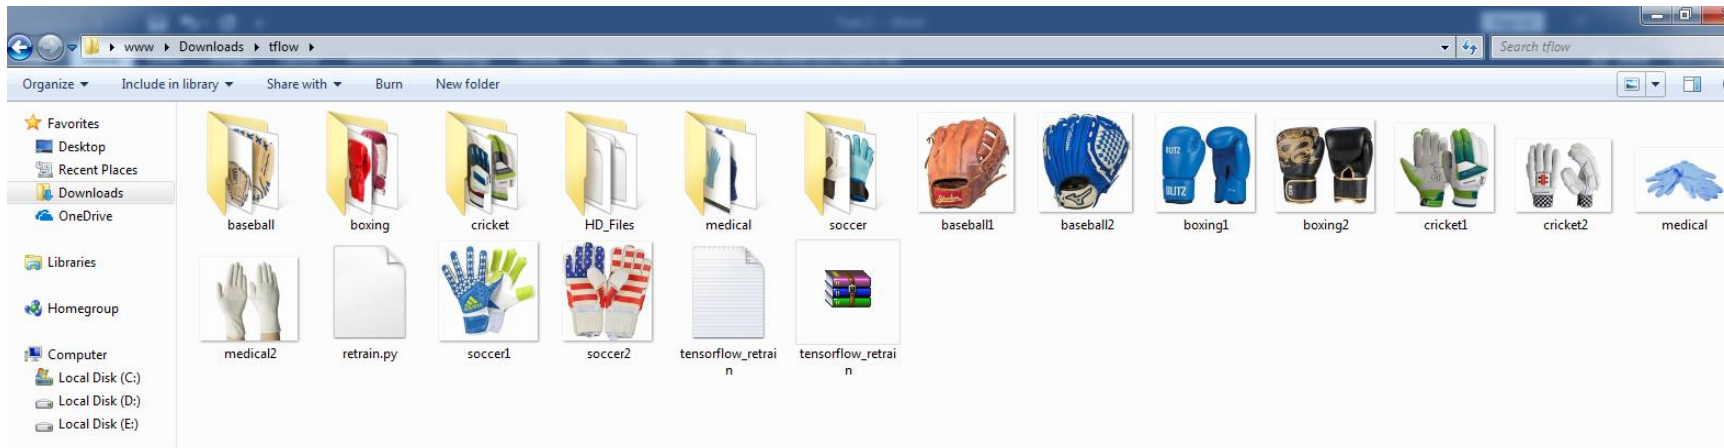 www ▸ Downloads ▸ tflow ▸
Search tflow
Organize Include in library Share with Burn New folder
Favorites
Desktop
Recent Places
Downloads
OneDrive
Libraries
Homegroup
Computer
Local Disk (C:)
Local Disk (D:)
Local Disk (E:)
baseball boxing cricket HD_Files medical soccer baseball1 baseball2 boxing1 boxing2 cricket1 cricket2 medical
BLITZ
BLITZ
medical2 retrain.py soccer1 soccer2 tensorflow_retrai tensorflow_retrai
n n